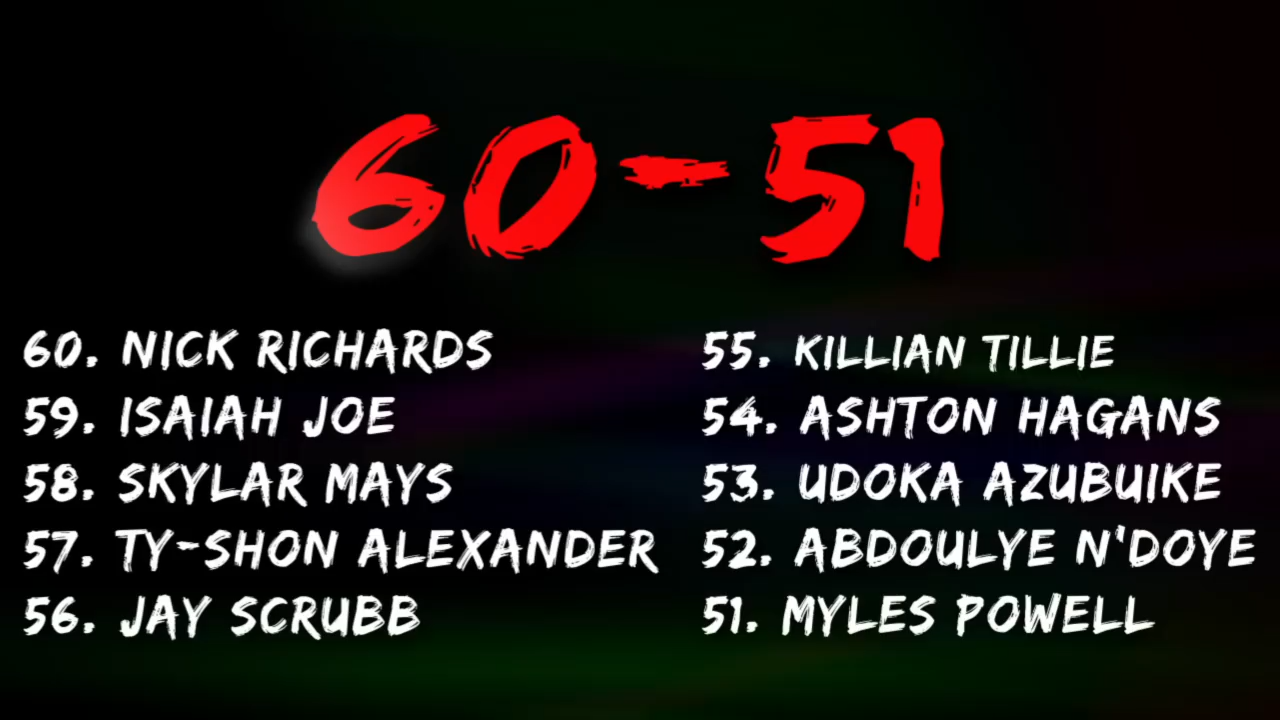 60-51
60. NICK RICHARDS
59. ISAIAH JOE
58. SKYLAR MAYS
57. TY-SHON ALEXANDER
56. JAY SCRUBB
55. KILLIAN TILLIE
54. ASHTON HAGANS
53. UDOKA AZUBUIKE
52. ABDOULYE N'DOYE
51. MYLES POWELL